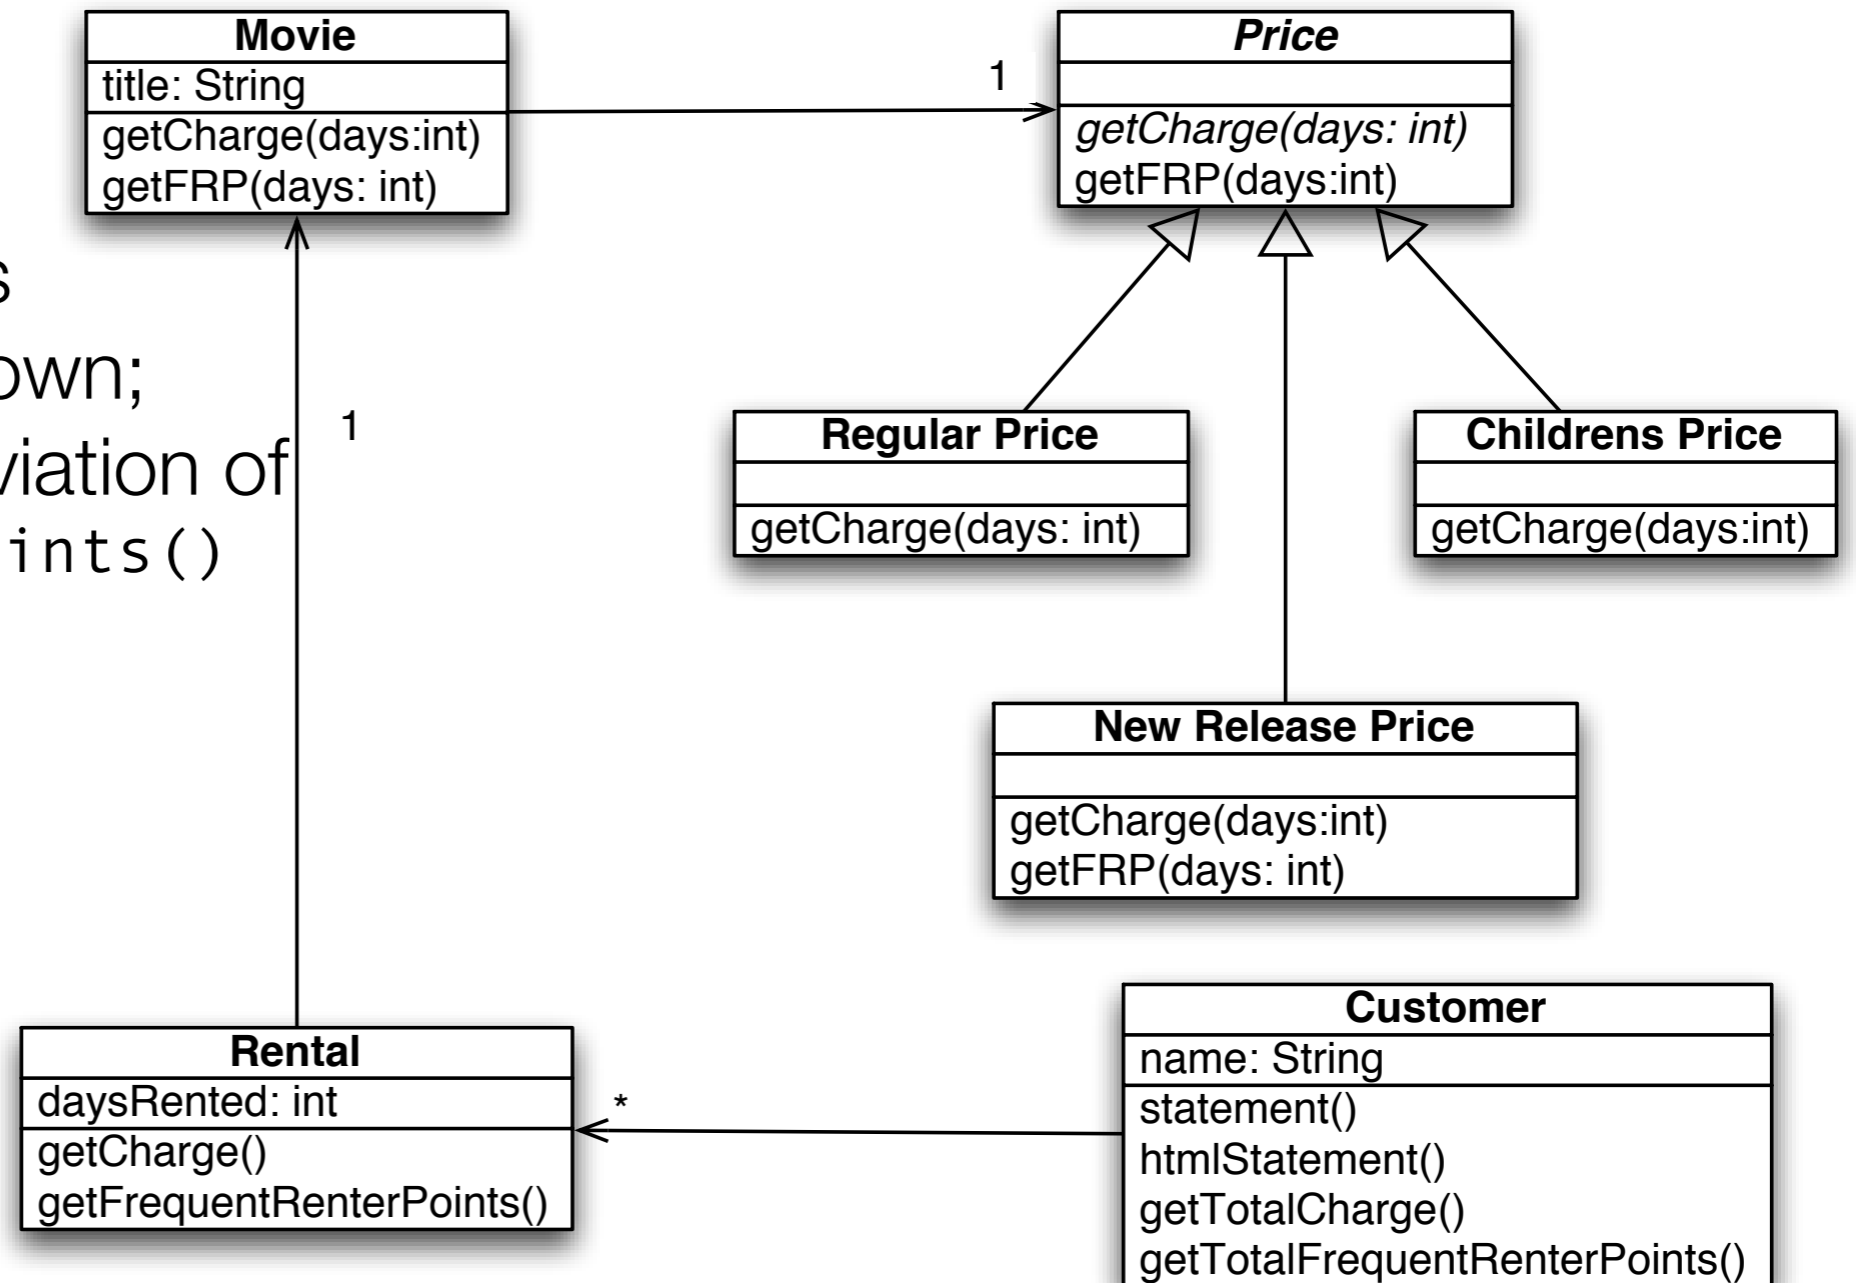 Movie
title: String
getCharge(days:int)
getFRP(days: int)
1
Price
getCharge(days: int)
getFRP(days:int)
s
own;
viation of
ints()
1
Regular Price
getCharge(days: int)
Childrens Price
getCharge(days:int)
New Release Price
getCharge(days:int)
getFRP(days: int)
Rental
daysRented: int
getCharge()
getFrequentRenterPoints()
*
Customer
name: String
statement()
htmlStatement()
getTotalCharge()
getTotalFrequentRenterPoints()